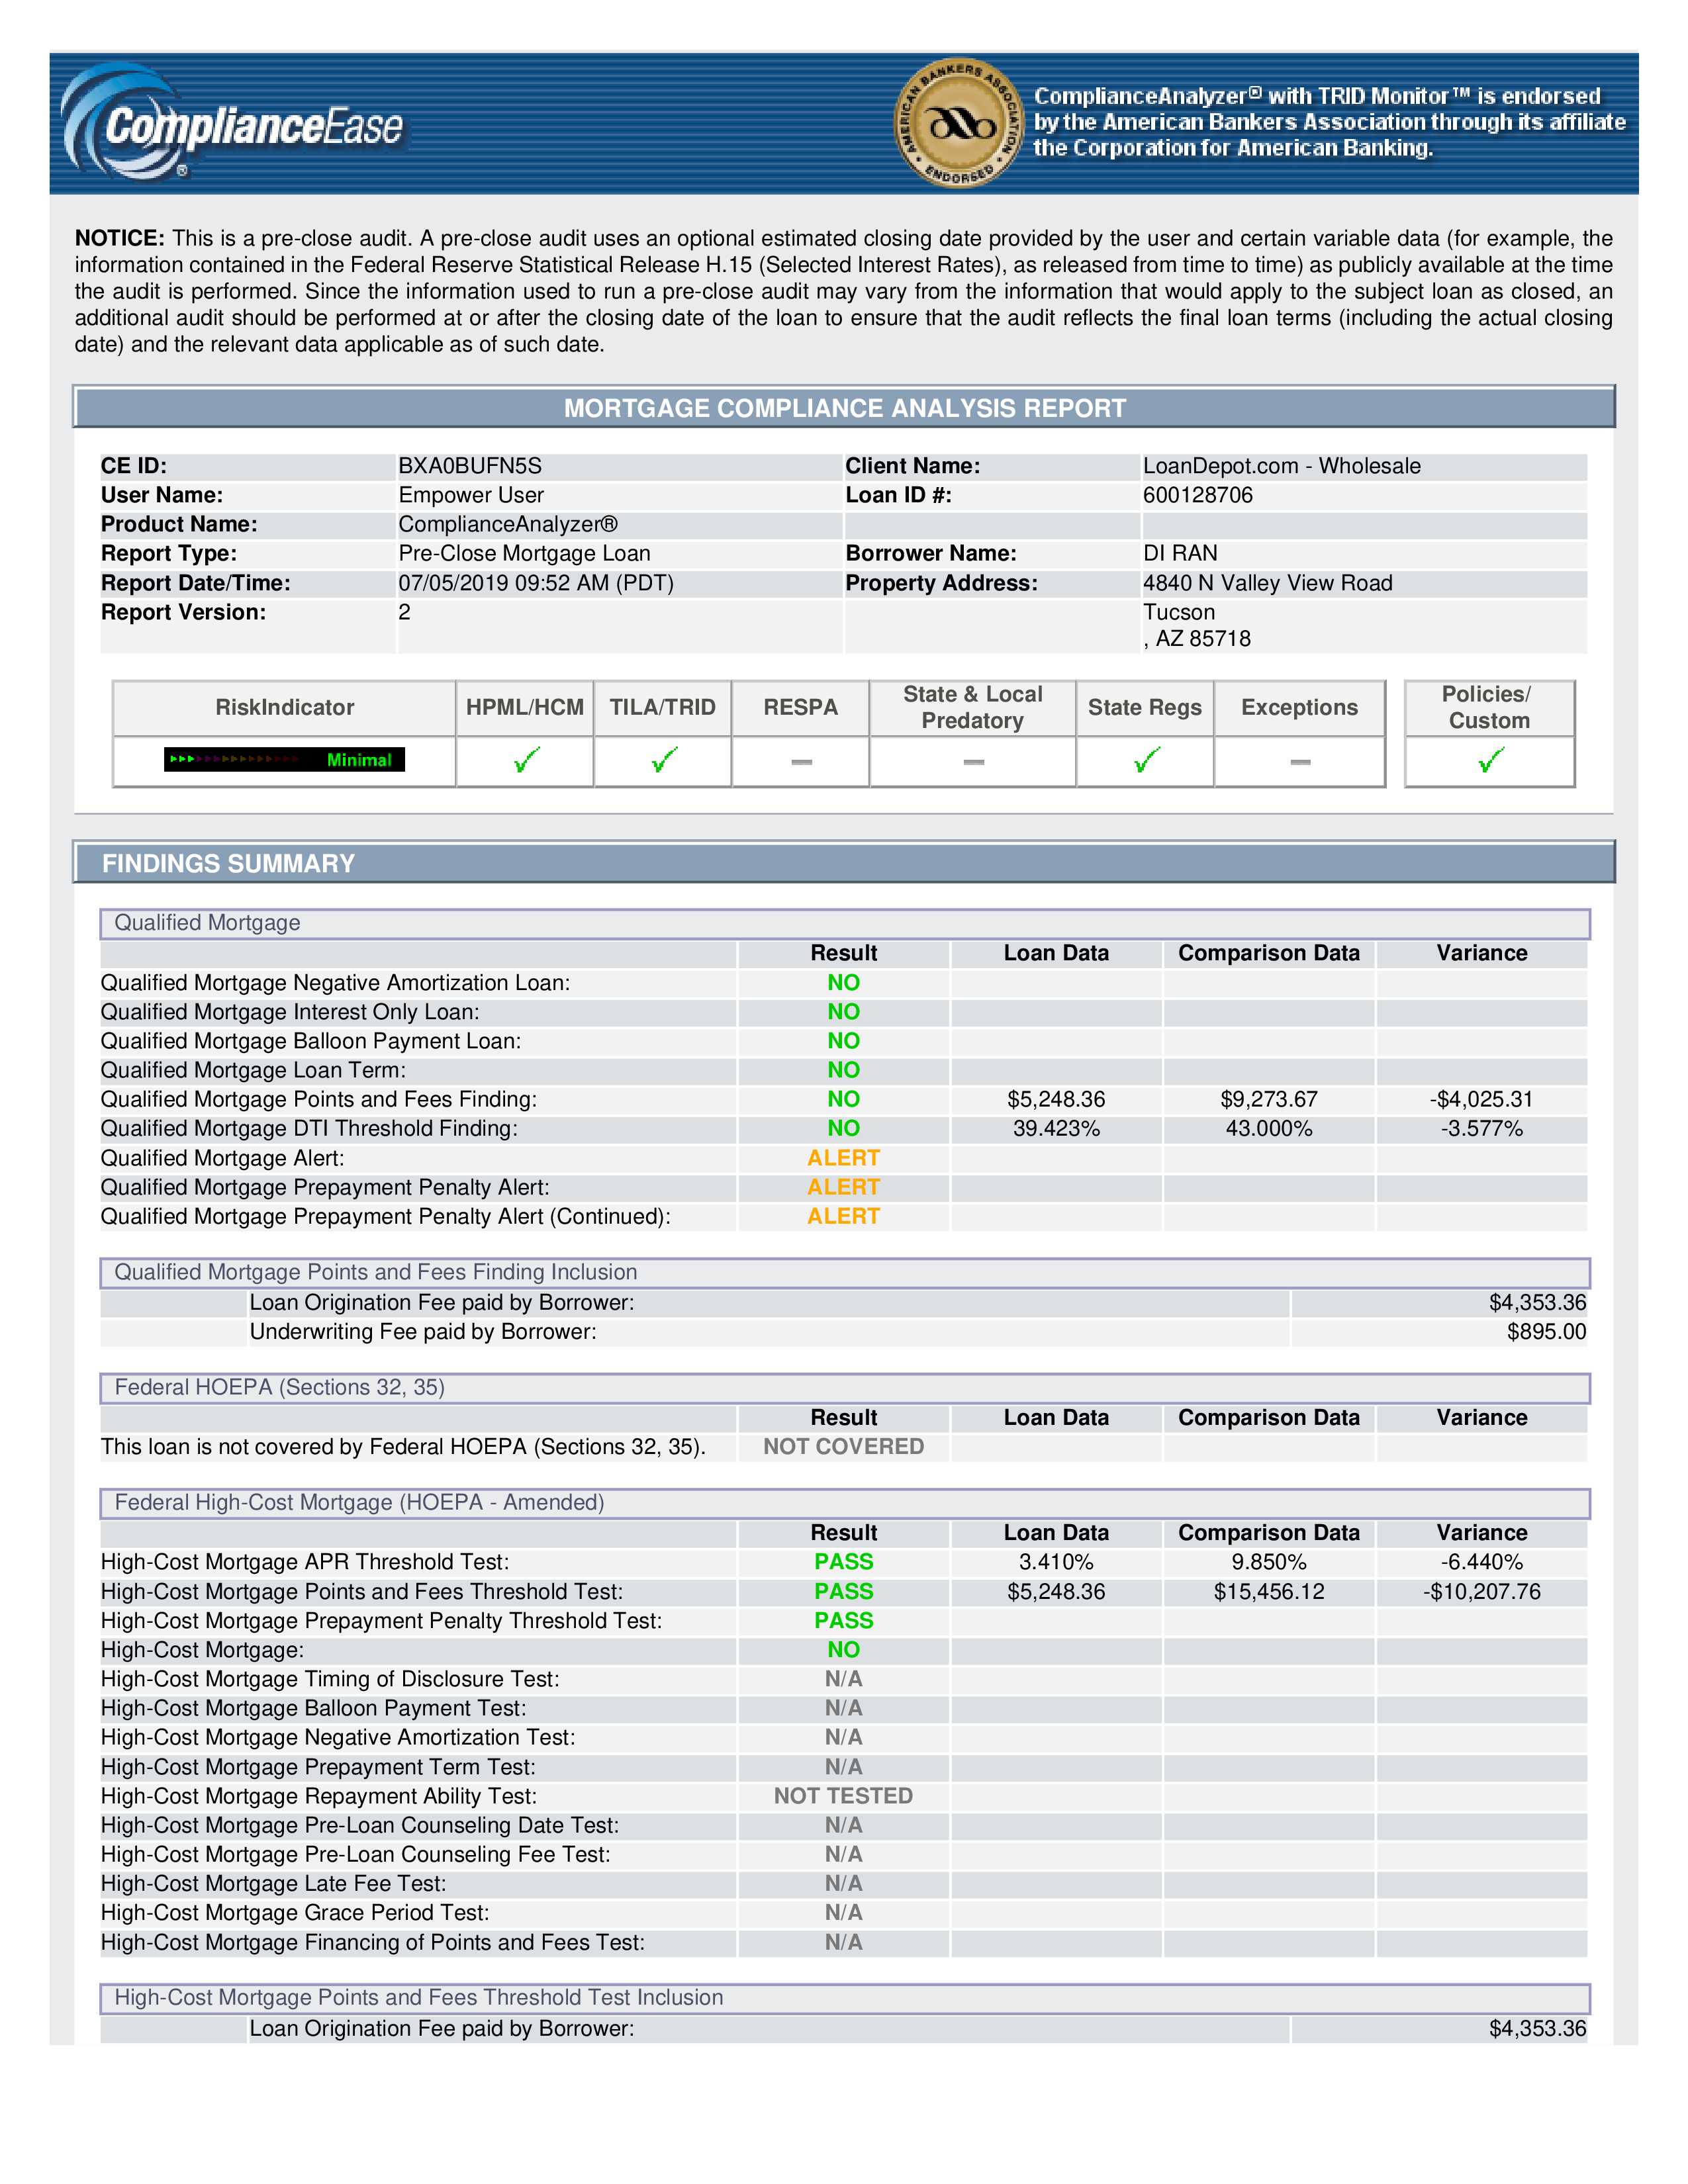 ComplianceEase ®
AMERICAN BANKERS ASSOCIATION • ENDORSED •
ComplianceAnalyzer® with TRID Monitor™ is endorsed
by the American Bankers Association through its affiliate
the Corporation for American Banking.
NOTICE: This is a pre-close audit. A pre-close audit uses an optional estimated closing date provided by the user and certain variable data (for example, the
information contained in the Federal Reserve Statistical Release H.15 (Selected Interest Rates), as released from time to time) as publicly available at the time
the audit is performed. Since the information used to run a pre-close audit may vary from the information that would apply to the subject loan as closed, an
additional audit should be performed at or after the closing date of the loan to ensure that the audit reflects the final loan terms (including the actual closing
date) and the relevant data applicable as of such date.
MORTGAGE COMPLIANCE ANALYSIS REPORT
CE ID: BXA0BUFN5S Client Name: LoanDepot.com - Wholesale
User Name: Empower User Loan ID #: 600128706
Product Name: ComplianceAnalyzer®
Report Type: Pre-Close Mortgage Loan Borrower Name: DI RAN
Report Date/Time: 07/05/2019 09:52 AM (PDT) Property Address: 4840 N Valley View Road
Report Version: 2 Tucson
, AZ 85718
RiskIndicator HPML/HCM TILA/TRID RESPA State & Local Predatory State Regs Exceptions Policies/ Custom
Minimal ✓ ✓ – – ✓ – ✓
FINDINGS SUMMARY
Qualified Mortgage
Result Loan Data Comparison Data Variance
Qualified Mortgage Negative Amortization Loan: NO
Qualified Mortgage Interest Only Loan: NO
Qualified Mortgage Balloon Payment Loan: NO
Qualified Mortgage Loan Term: NO
Qualified Mortgage Points and Fees Finding: NO $5,248.36 $9,273.67 -$4,025.31
Qualified Mortgage DTI Threshold Finding: NO 39.423% 43.000% -3.577%
Qualified Mortgage Alert: ALERT
Qualified Mortgage Prepayment Penalty Alert: ALERT
Qualified Mortgage Prepayment Penalty Alert (Continued): ALERT
Qualified Mortgage Points and Fees Finding Inclusion
Loan Origination Fee paid by Borrower: $4,353.36
Underwriting Fee paid by Borrower: $895.00
Federal HOEPA (Sections 32, 35)
Result Loan Data Comparison Data Variance
This loan is not covered by Federal HOEPA (Sections 32, 35). NOT COVERED
Federal High-Cost Mortgage (HOEPA - Amended)
Result Loan Data Comparison Data Variance
High-Cost Mortgage APR Threshold Test: PASS 3.410% 9.850% -6.440%
High-Cost Mortgage Points and Fees Threshold Test: PASS $5,248.36 $15,456.12 -$10,207.76
High-Cost Mortgage Prepayment Penalty Threshold Test: PASS
High-Cost Mortgage: NO
High-Cost Mortgage Timing of Disclosure Test: N/A
High-Cost Mortgage Balloon Payment Test: N/A
High-Cost Mortgage Negative Amortization Test: N/A
High-Cost Mortgage Prepayment Term Test: N/A
High-Cost Mortgage Repayment Ability Test: NOT TESTED
High-Cost Mortgage Pre-Loan Counseling Date Test: N/A
High-Cost Mortgage Pre-Loan Counseling Fee Test: N/A
High-Cost Mortgage Late Fee Test: N/A
High-Cost Mortgage Grace Period Test: N/A
High-Cost Mortgage Financing of Points and Fees Test: N/A
High-Cost Mortgage Points and Fees Threshold Test Inclusion
Loan Origination Fee paid by Borrower: $4,353.36